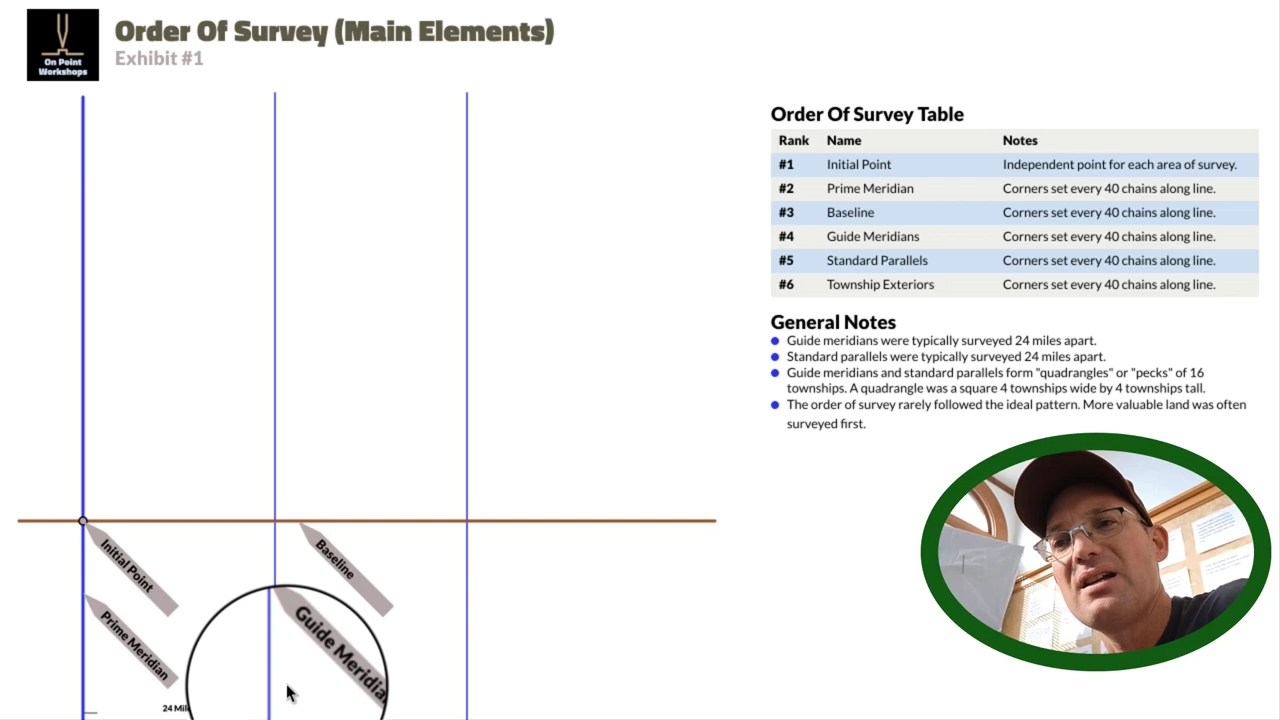 On Point
Workshops
Order Of Survey (Main Elements)
Exhibit #1
Order Of Survey Table
Rank Name Notes
#1 Initial Point Independent point for each area of survey.
#2 Prime Meridian Corners set every 40 chains along line.
#3 Baseline Corners set every 40 chains along line.
#4 Guide Meridians Corners set every 40 chains along line.
#5 Standard Parallels Corners set every 40 chains along line.
#6 Township Exteriors Corners set every 40 chains along line.
General Notes
Guide meridians were typically surveyed 24 miles apart.
Standard parallels were typically surveyed 24 miles apart.
Guide meridians and standard parallels form "quadrangles" or "pecks" of 16
townships. A quadrangle was a square 4 townships wide by 4 townships tall.
The order of survey rarely followed the ideal pattern. More valuable land was often
surveyed first.
Initial Point
Baseline
Prime Meridian
Guide Meridia
24 Mil